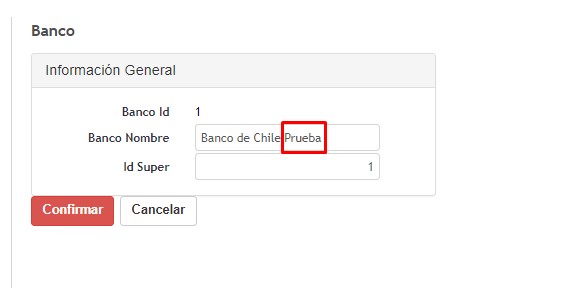 Banco
Información General
Banco Id 1
Banco Nombre Banco de Chile Prueba
Id Super 1
Confirmar Cancelar